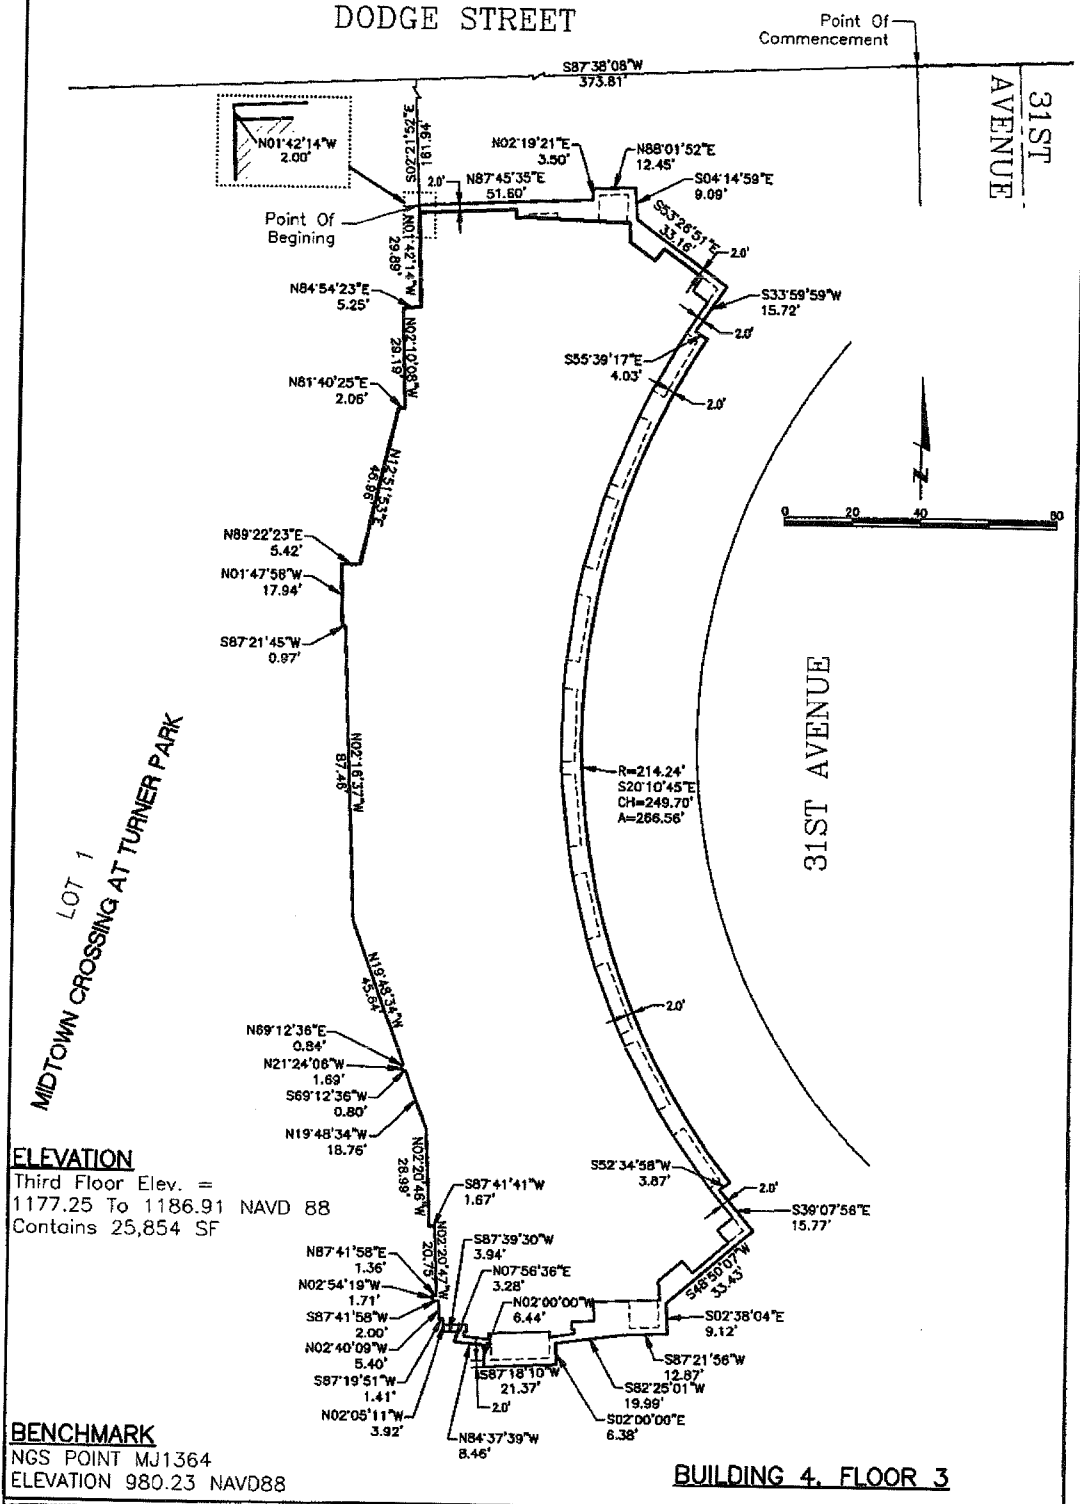 DODGE STREET
Point Of
Commencement
S87°38'08"W
373.81'
31ST
AVENUE
N01°42'14"W
2.00'
S02°21'52"E
161.94'
N02°19'21"E
3.50'
N88°01'52"E
12.45'
S04°14'59"E
9.09'
2.0'
N87°45'35"E
51.60'
Point Of
Begining
S53°26'51"E
33.16'
2.0'
N01°42'14"W
29.89'
N84°54'23"E
5.25'
S33°59'59"W
15.72'
2.0'
N02°10'08"W
29.19'
S55°39'17"E
4.03'
N81°40'25"E
2.06'
2.0'
N12°51'53"E
46.96'
N
0 20 40 80
N89°22'23"E
5.42'
N01°47'58"W
17.94'
S87°21'45"W
0.97'
31ST AVENUE
N02°16'37"W
87.46'
R=214.24'
S20°10'45"E
CH=249.70'
A=266.56'
LOT 1
MIDTOWN CROSSING AT TURNER PARK
N19°48'34"W
45.64'
2.0'
N69°12'36"E
0.84'
N21°24'06"W
1.69'
S69°12'36"W
0.80'
N19°48'34"W
18.76'
N02°20'46"W
28.99'
ELEVATION
Third Floor Elev. =
1177.25 To 1186.91 NAVD 88
Contains 25,854 SF
S52°34'58"W
3.87'
2.0'
S87°41'41"W
1.67'
S39°07'56"E
15.77'
N02°20'47"W
20.75'
S87°39'30"W
3.94'
N87°41'58"E
1.36'
N07°56'36"E
3.28'
S48°50'07"W
33.43'
N02°54'19"W
1.71'
N02°00'00"W
6.44'
S87°41'58"W
2.00'
S02°38'04"E
9.12'
N02°40'09"W
5.40'
S87°21'56"W
12.87'
S87°19'51"W
1.41'
S87°18'10"W
21.37'
S82°25'01"W
19.99'
N02°05'11"W
3.92'
2.0'
S02°00'00"E
6.38'
N84°37'39"W
8.46'
BENCHMARK
NGS POINT MJ1364
ELEVATION 980.23 NAVD88
BUILDING 4, FLOOR 3